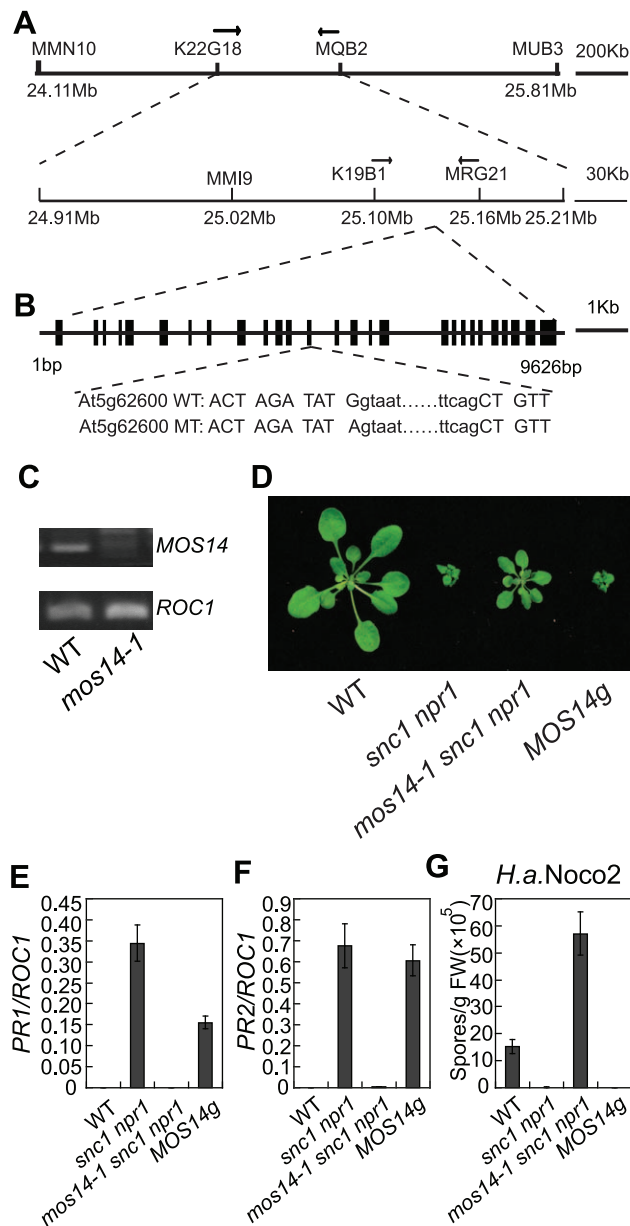 A
MMN10 K22G18 MQB2 MUB3 200Kb
24.11Mb 25.81Mb
MMI9 K19B1 MRG21 30Kb
24.91Mb 25.02Mb 25.10Mb 25.16Mb 25.21Mb
B
1Kb
1bp 9626bp
At5g62600 WT: ACT AGA TAT Ggtaat......ttcagCT GTT
At5g62600 MT: ACT AGA TAT Agtaat......ttcagCT GTT
C
MOS14
ROC1
WT
mos14-1
D
WT
snc1 npr1
mos14-1 snc1 npr1
MOS14g
E
PR1/ROC1
0.45
0.40
0.35
0.30
0.25
0.20
0.15
0.10
0.05
0
WT
snc1 npr1
mos14-1 snc1 npr1
MOS14g
F
PR2/ROC1
0.9
0.8
0.7
0.6
0.5
0.4
0.3
0.2
0.1
0
WT
snc1 npr1
mos14-1 snc1 npr1
MOS14g
G
H.a.Noco2
Spores/g FW(×10⁵)
70
60
50
40
30
20
10
0
WT
snc1 npr1
mos14-1 snc1 npr1
MOS14g